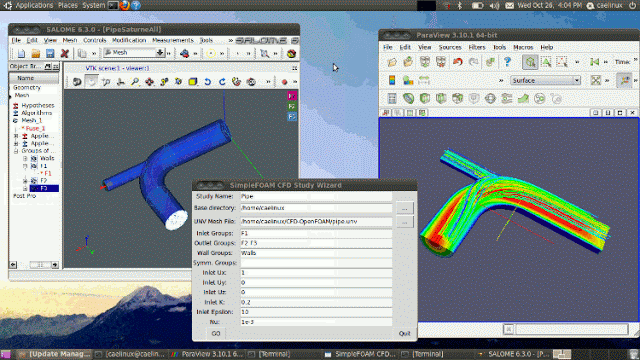 Applications Places System
Wed Oct 26, 4:04 PM caelinux
SALOME 6.3.0 - [PipeSaturneAll]
File Edit View Mesh Controls Modification Measurements Tools
Mesh
SALOME 6
Object Br...
Name
Geometry
Mesh
Hypotheses
Algorithms
Mesh_1
* Fuse_1
Applie...
Applie...
Groups of ...
Walls
F1
* F1
F2
F3
Post Pro
VTK scene:1 - viewer:1
ParaView 3.10.1 64-bit
File Edit View Sources Filters Tools Macros Help
Surface
SimpleFOAM CFD Study Wizard
Study Name: Pipe
Base directory: /home/caelinux
UNV Mesh File: /home/caelinux/CFD-OpenFOAM/pipe.unv
Inlet Groups: F1
Outlet Groups: F2 F3
Wall Groups: Walls
Symm. Groups:
Inlet Ux: 1
Inlet Uy: 0
Inlet Uz: 0
Inlet K: 0.2
Inlet Epsilon: 10
Nu: 1e-3
GO Quit
[Update Manag... [caelinux@caelin... ParaView 3.10.1 6... [Terminal] SimpleFOAM CFD ... [Terminal] SALOME 6.3.0 - [...